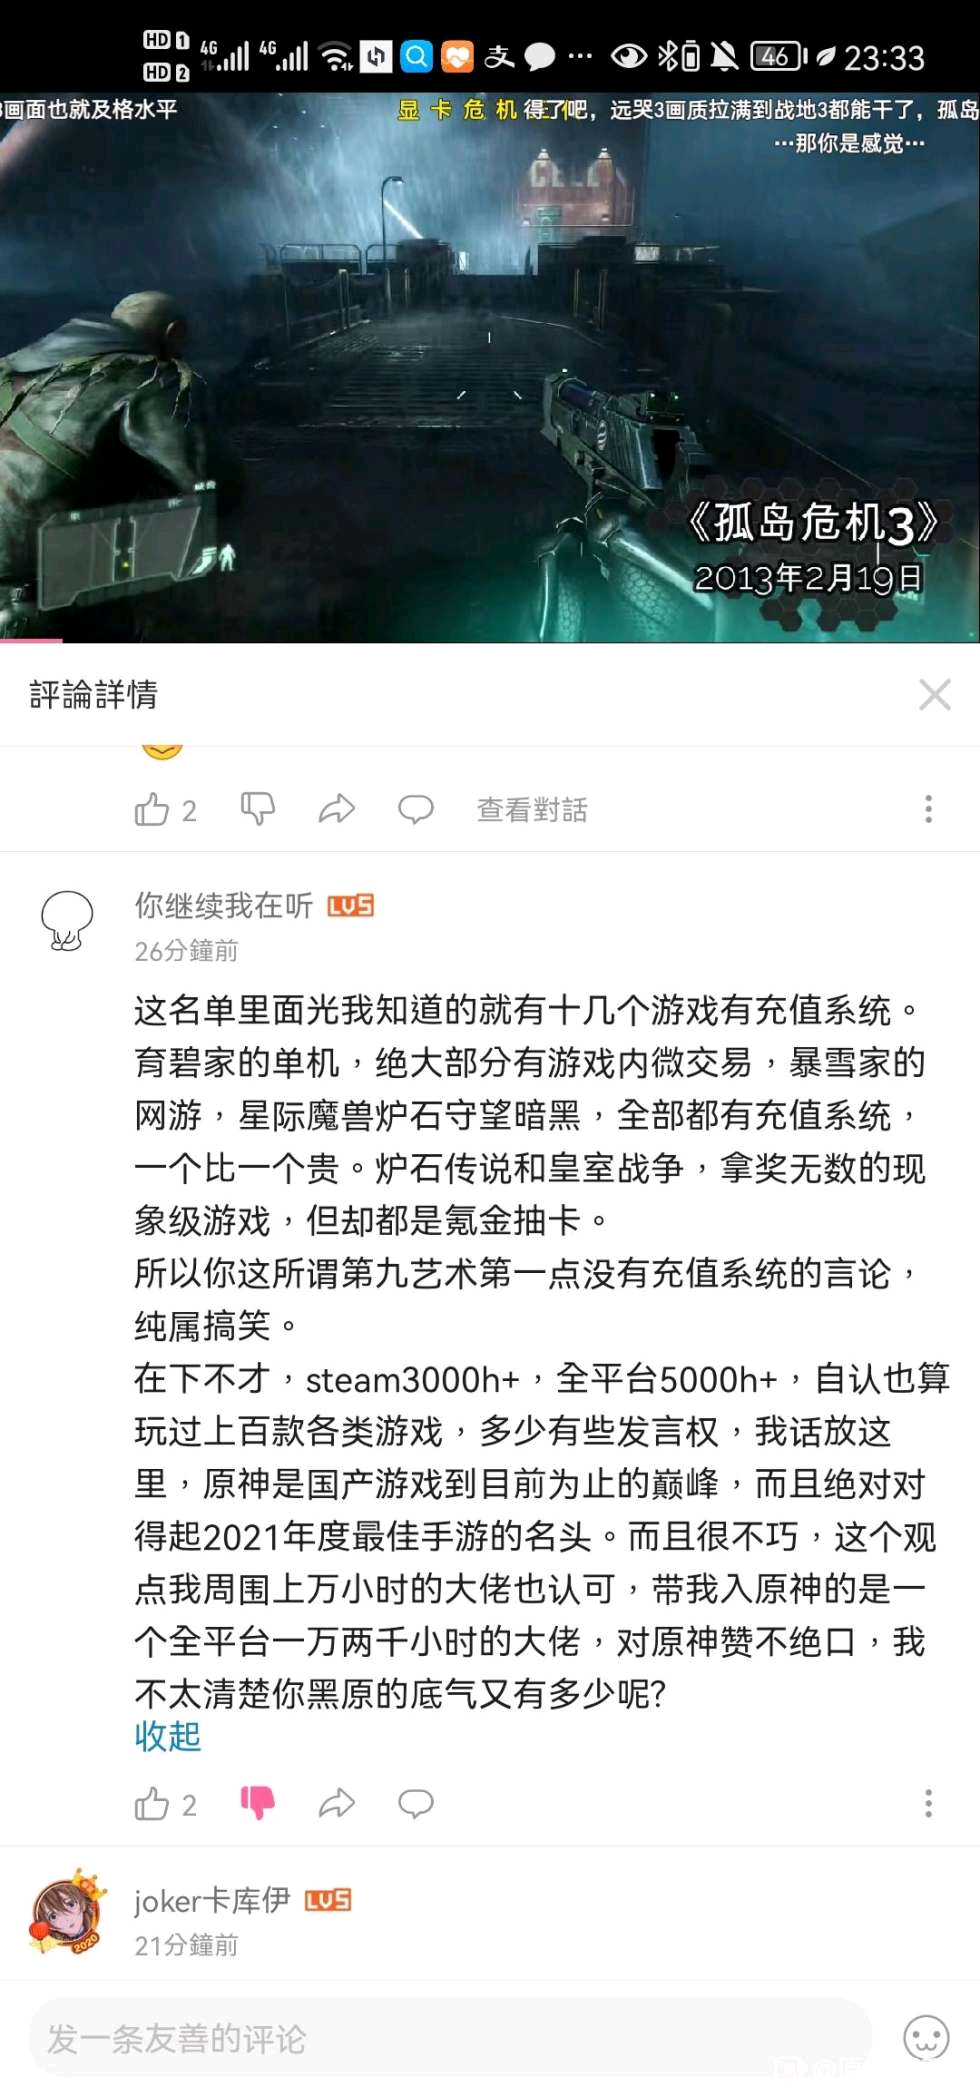 HD 1 4G 4G 支 … 46 23:33
HD 2
3画面也就及格水平
显卡危机
得了吧，远哭3画质拉满到战地3都能干了，孤岛
…那你是感觉…
CELL
《孤岛危机3》
2013年2月19日
評論詳情
2 查看對話
你继续我在听 LV5
26分鐘前
这名单里面光我知道的就有十几个游戏有充值系统。
育碧家的单机，绝大部分有游戏内微交易，暴雪家的
网游，星际魔兽炉石守望暗黑，全部都有充值系统，
一个比一个贵。炉石传说和皇室战争，拿奖无数的现
象级游戏，但却都是氪金抽卡。
所以你这所谓第九艺术第一点没有充值系统的言论，
纯属搞笑。
在下不才，steam3000h+，全平台5000h+，自认也算
玩过上百款各类游戏，多少有些发言权，我话放这
里，原神是国产游戏到目前为止的巅峰，而且绝对对
得起2021年度最佳手游的名头。而且很不巧，这个观
点我周围上万小时的大佬也认可，带我入原神的是一
个全平台一万两千小时的大佬，对原神赞不绝口，我
不太清楚你黑原的底气又有多少呢？
收起
2
joker卡库伊 LV5
2020
21分鐘前
发一条友善的评论